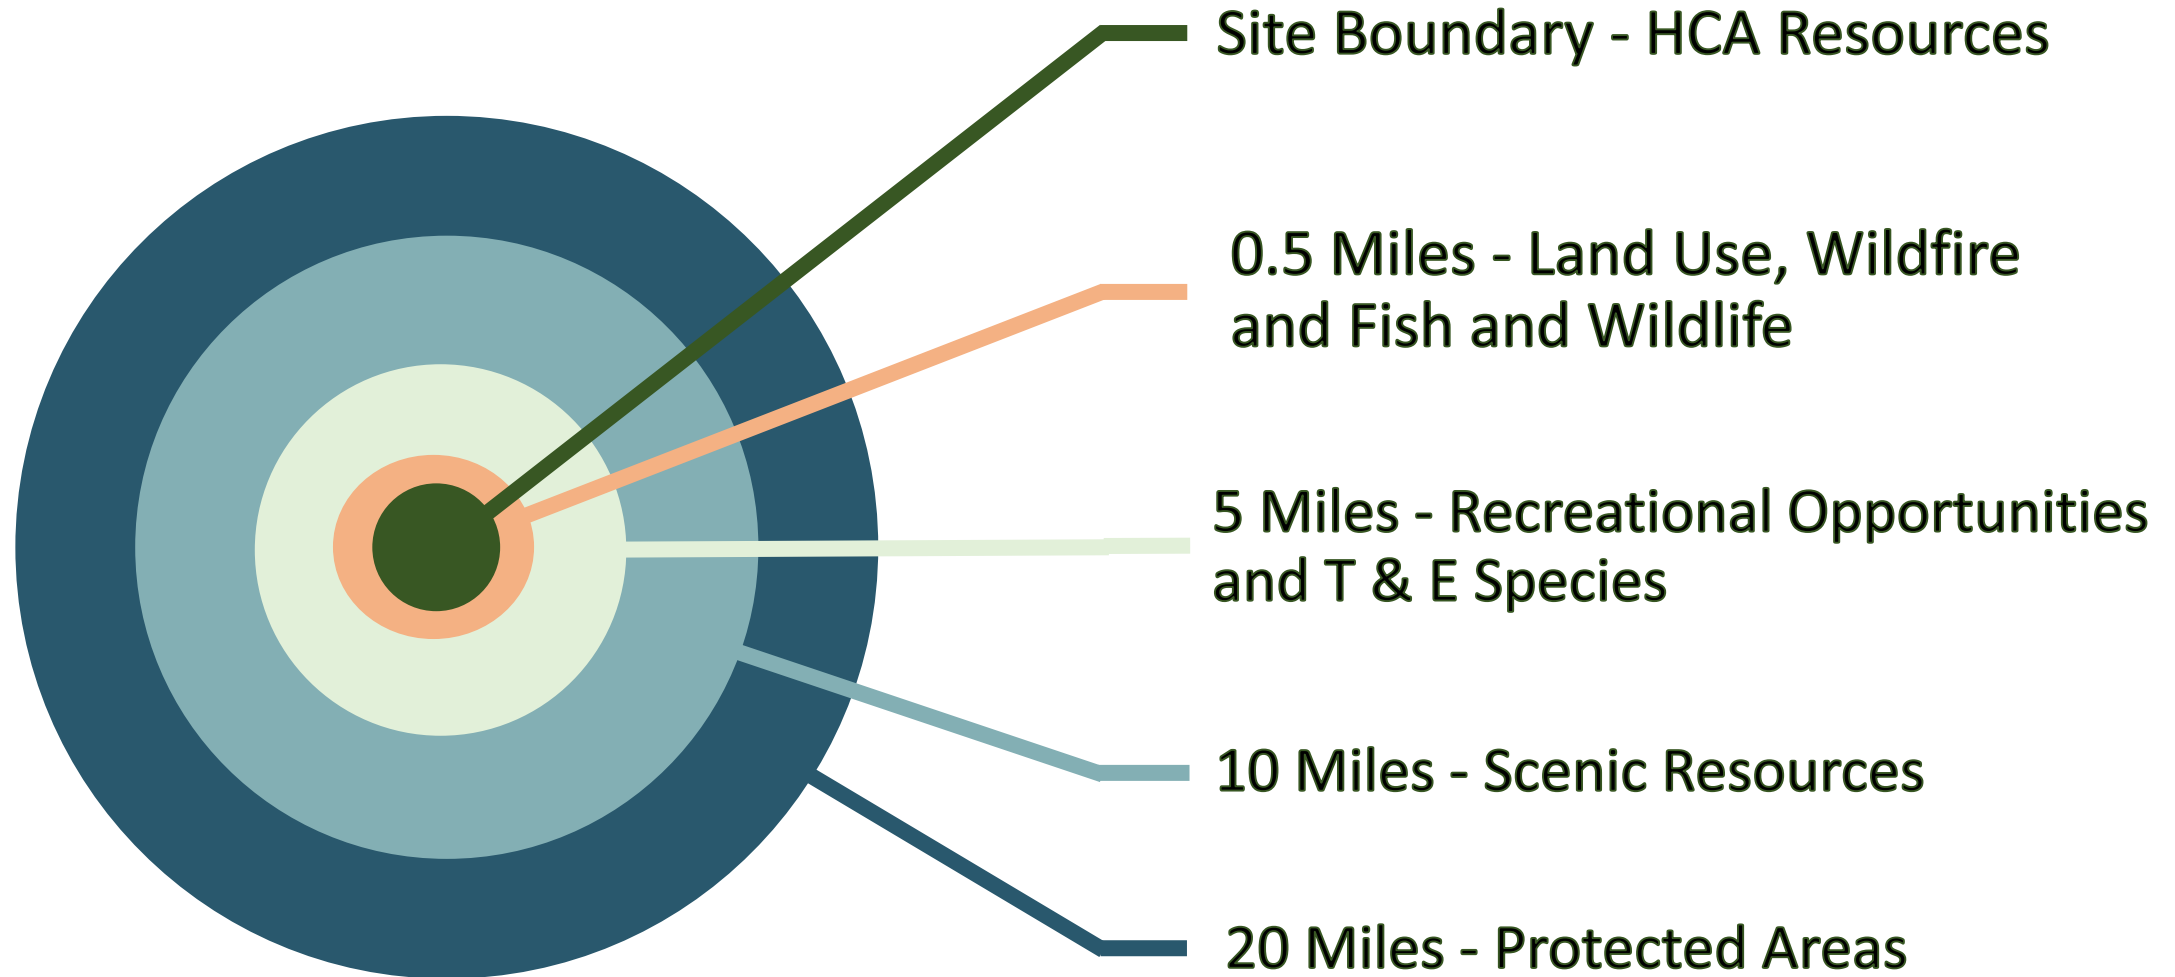 Site Boundary - HCA Resources
0.5 Miles - Land Use, Wildfire
and Fish and Wildlife
5 Miles - Recreational Opportunities
and T & E Species
10 Miles - Scenic Resources
20 Miles - Protected Areas